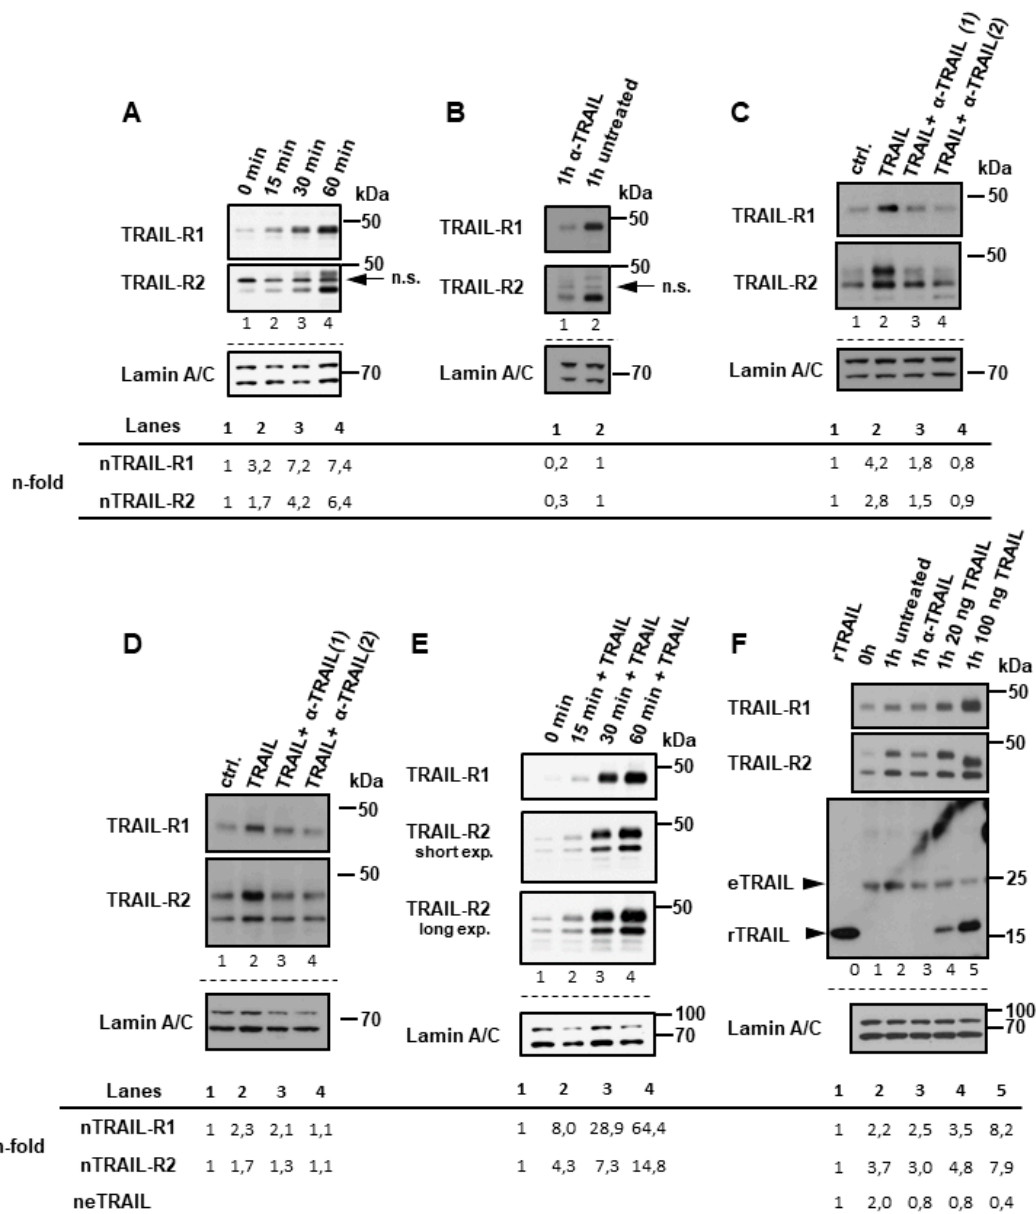 A
0 min
15 min
30 min
60 min
kDa
TRAIL-R1
50
TRAIL-R2
50
n.s.
1 2 3 4
Lamin A/C
70
B
1h α-TRAIL
1h untreated
kDa
TRAIL-R1
50
TRAIL-R2
50
n.s.
1 2
Lamin A/C
70
C
ctrl.
TRAIL
TRAIL+ α-TRAIL (1)
TRAIL+ α-TRAIL(2)
kDa
TRAIL-R1
50
TRAIL-R2
50
1 2 3 4
Lamin A/C
70
Lanes 1 2 3 4 1 2 1 2 3 4
n-fold
nTRAIL-R1 1 3,2 7,2 7,4 0,2 1 1 4,2 1,8 0,8
nTRAIL-R2 1 1,7 4,2 6,4 0,3 1 1 2,8 1,5 0,9
D
ctrl.
TRAIL
TRAIL+ α-TRAIL(1)
TRAIL+ α-TRAIL(2)
kDa
TRAIL-R1
50
TRAIL-R2
50
1 2 3 4
Lamin A/C
70
E
0 min
15 min + TRAIL
30 min + TRAIL
60 min + TRAIL
kDa
TRAIL-R1
50
TRAIL-R2
short exp.
50
TRAIL-R2
long exp.
50
1 2 3 4
Lamin A/C
100
70
F
rTRAIL
0h
1h untreated
1h α-TRAIL
1h 20 ng TRAIL
1h 100 ng TRAIL
kDa
TRAIL-R1
50
TRAIL-R2
50
eTRAIL
25
rTRAIL
15
0 1 2 3 4 5
Lamin A/C
100
70
Lanes 1 2 3 4 1 2 3 4 1 2 3 4 5
n-fold
nTRAIL-R1 1 2,3 2,1 1,1 1 8,0 28,9 64,4 1 2,2 2,5 3,5 8,2
nTRAIL-R2 1 1,7 1,3 1,1 1 4,3 7,3 14,8 1 3,7 3,0 4,8 7,9
neTRAIL 1 2,0 0,8 0,8 0,4